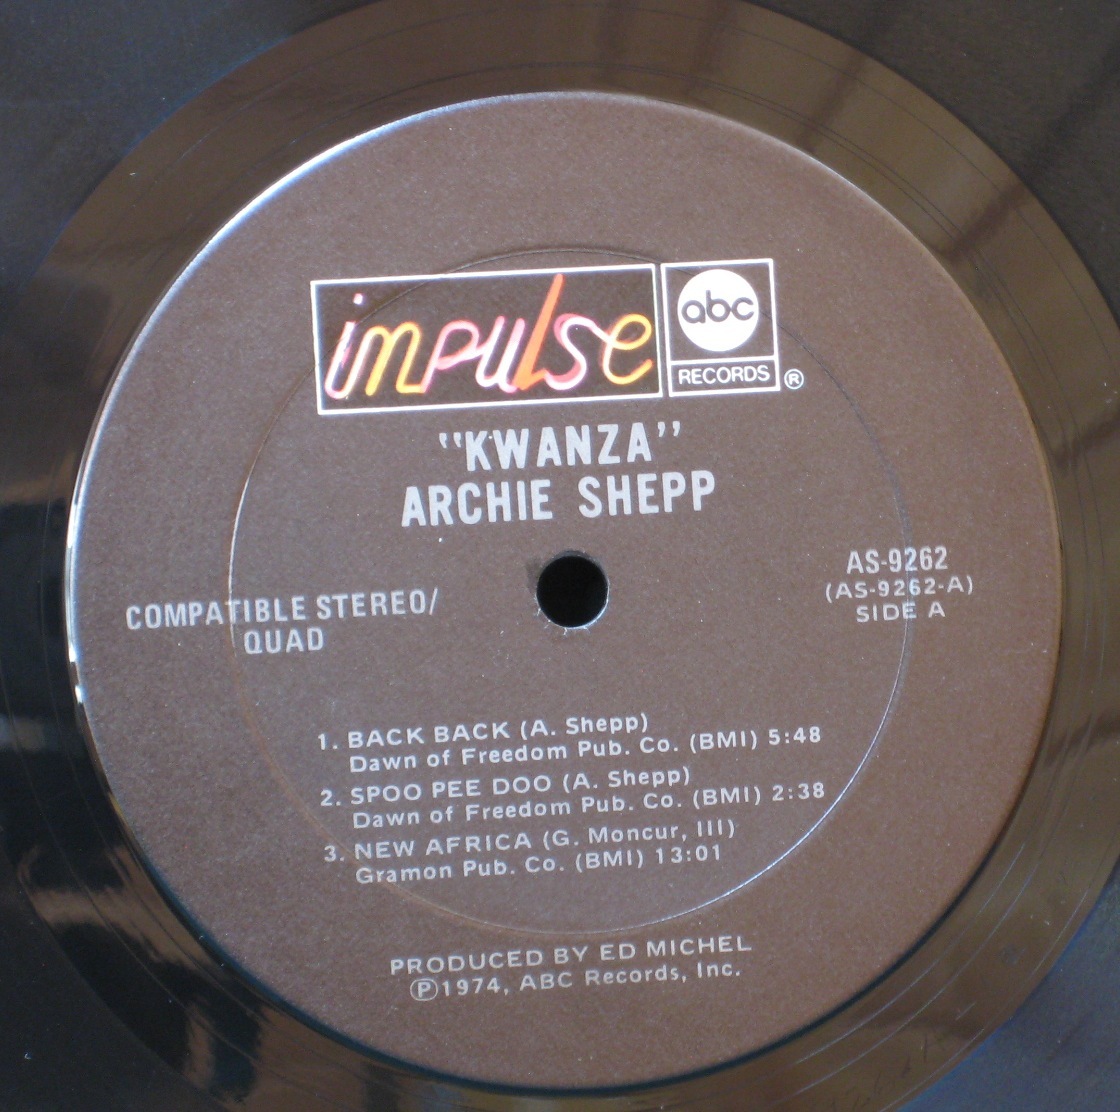 impulse
abc
RECORDS
®
"KWANZA"
ARCHIE SHEPP
COMPATIBLE STEREO/
QUAD
AS-9262
(AS-9262-A)
SIDE A
1. BACK BACK (A. Shepp)
Dawn of Freedom Pub. Co. (BMI) 5:48
2. SPOO PEE DOO (A. Shepp)
Dawn of Freedom Pub. Co. (BMI) 2:38
3. NEW AFRICA (G. Moncur, III)
Gramon Pub. Co. (BMI) 13:01
PRODUCED BY ED MICHEL
℗1974, ABC Records, Inc.